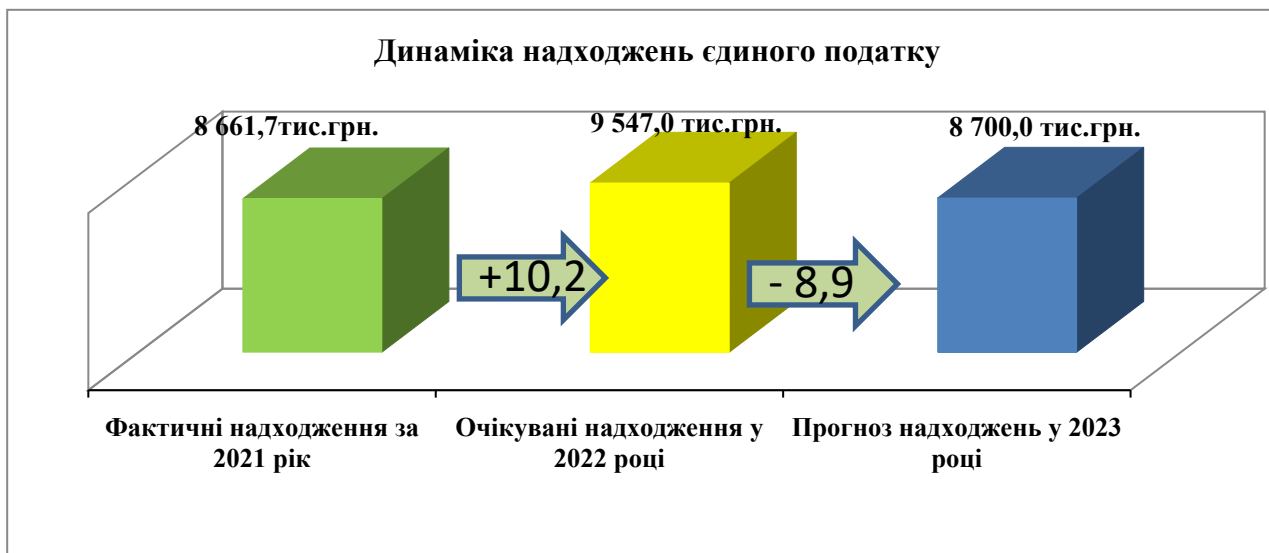 Динаміка надходжень єдиного податку
8 661,7тис.грн.
9 547,0 тис.грн.
8 700,0 тис.грн.
+10,2
- 8,9
Фактичні надходження за
2021 рік
Очікувані надходження у
2022 році
Прогноз надходжень у 2023
році